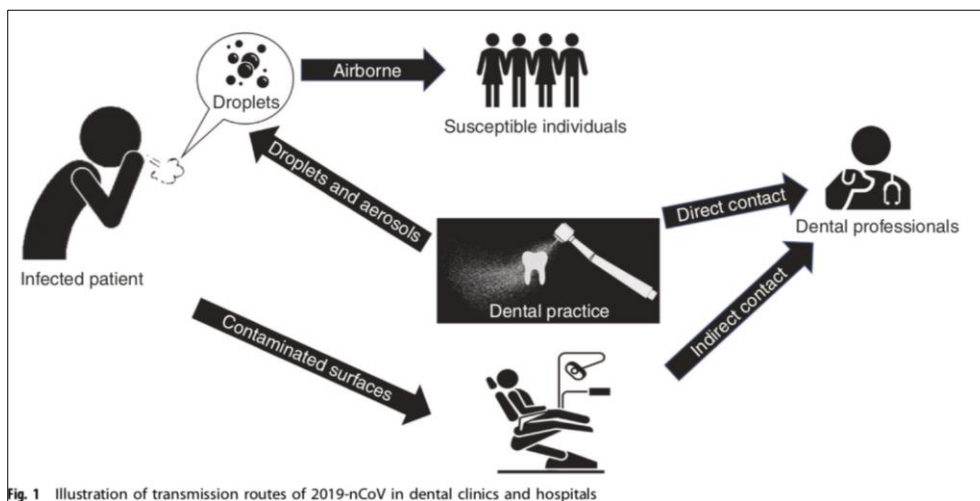 Droplets
Airborne
Susceptible individuals
Droplets and aerosols
Direct contact
Dental professionals
Infected patient
Dental practice
Contaminated surfaces
Indirect contact
Fig. 1 Illustration of transmission routes of 2019-nCoV in dental clinics and hospitals